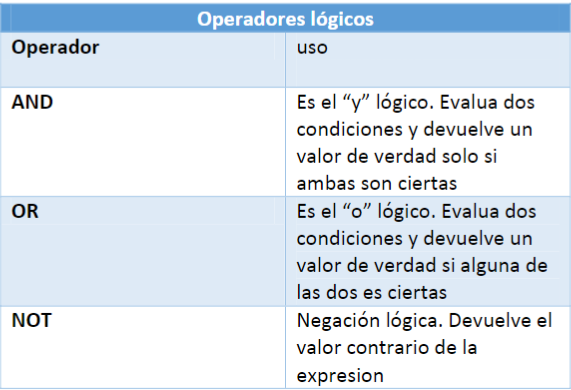 Operadores lógicos
Operador
uso
AND
Es el “y” lógico. Evalua dos
condiciones y devuelve un
valor de verdad solo si
ambas son ciertas
OR
Es el “o” lógico. Evalua dos
condiciones y devuelve un
valor de verdad si alguna de
las dos es ciertas
NOT
Negación lógica. Devuelve el
valor contrario de la
expresion